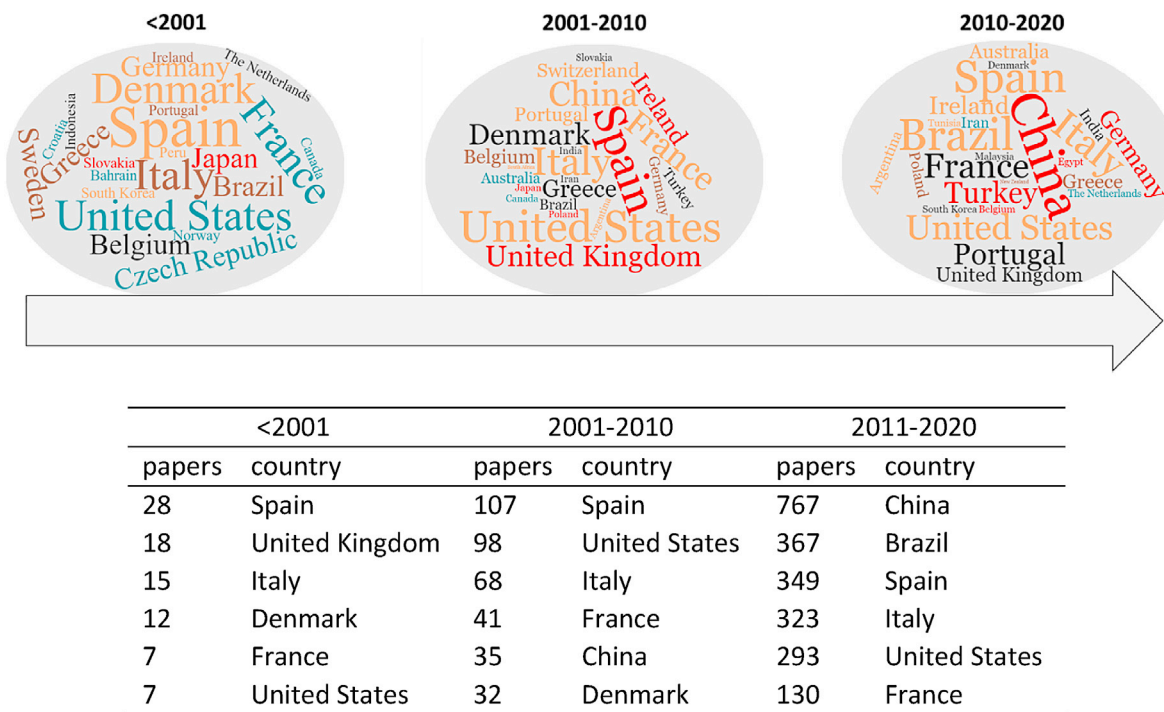 <2001
2001-2010
2010-2020
Ireland
The Netherlands
Germany
Denmark
Indonesia
Portugal
France
Croatia
Spain
Canada
Sweden
Greece
Peru
Japan
Slovakia
Bahrain
Italy
Brazil
South Korea
United States
Norway
Belgium
Czech Republic
Slovakia
Switzerland
Ireland
China
Portugal
Spain
France
Denmark
India
Belgium
Italy
Germany
Turkey
Australia
Iran
Japan
Greece
Canada
Brazil
Poland
Argentina
United States
United Kingdom
Australia
Denmark
Spain
Ireland
China
Italy
India
Germany
Tunisia
Iran
Brazil
Argentina
Poland
France
Malaysia
Egypt
Turkey
New Zealand
Greece
The Netherlands
South Korea
Belgium
United States
Portugal
United Kingdom
<2001 2001-2010 2011-2020
papers country papers country papers country
28 Spain 107 Spain 767 China
18 United Kingdom 98 United States 367 Brazil
15 Italy 68 Italy 349 Spain
12 Denmark 41 France 323 Italy
7 France 35 China 293 United States
7 United States 32 Denmark 130 France